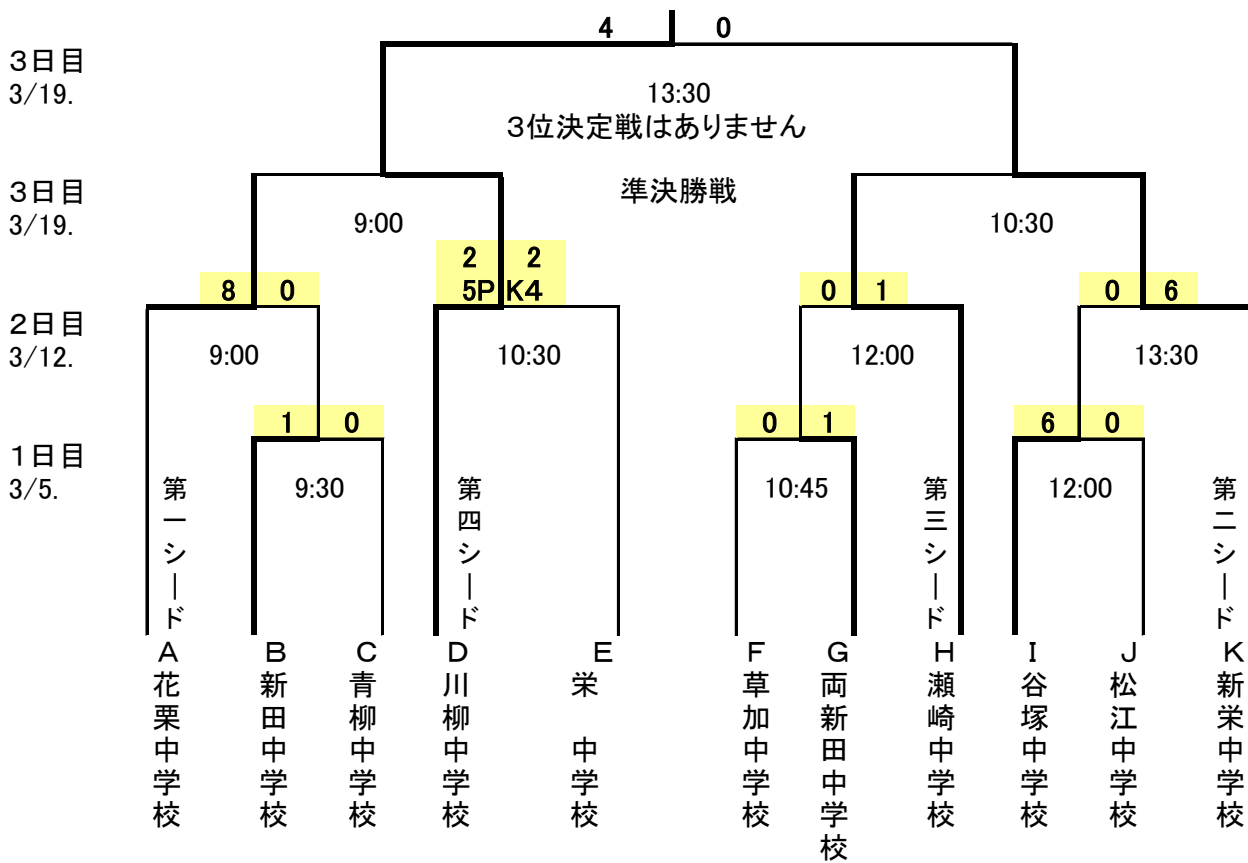 4 0
3日目
3/19.
13:30
3位決定戦はありません
3日目
3/19.
準決勝戦
9:00
10:30
2 2
5P K4
8 0
0 1
0 6
2日目
3/12.
9:00
10:30
12:00
13:30
1 0
0 1
6 0
1日目
3/5.
9:30
10:45
12:00
第一シード
第四シード
第三シード
第二シード
A 花栗中学校
B 新田中学校
C 青柳中学校
D 川柳中学校
E 栄 中学校
F 草加中学校
G 両新田中学校
H 瀬崎中学校
I 谷塚中学校
J 松江中学校
K 新栄中学校